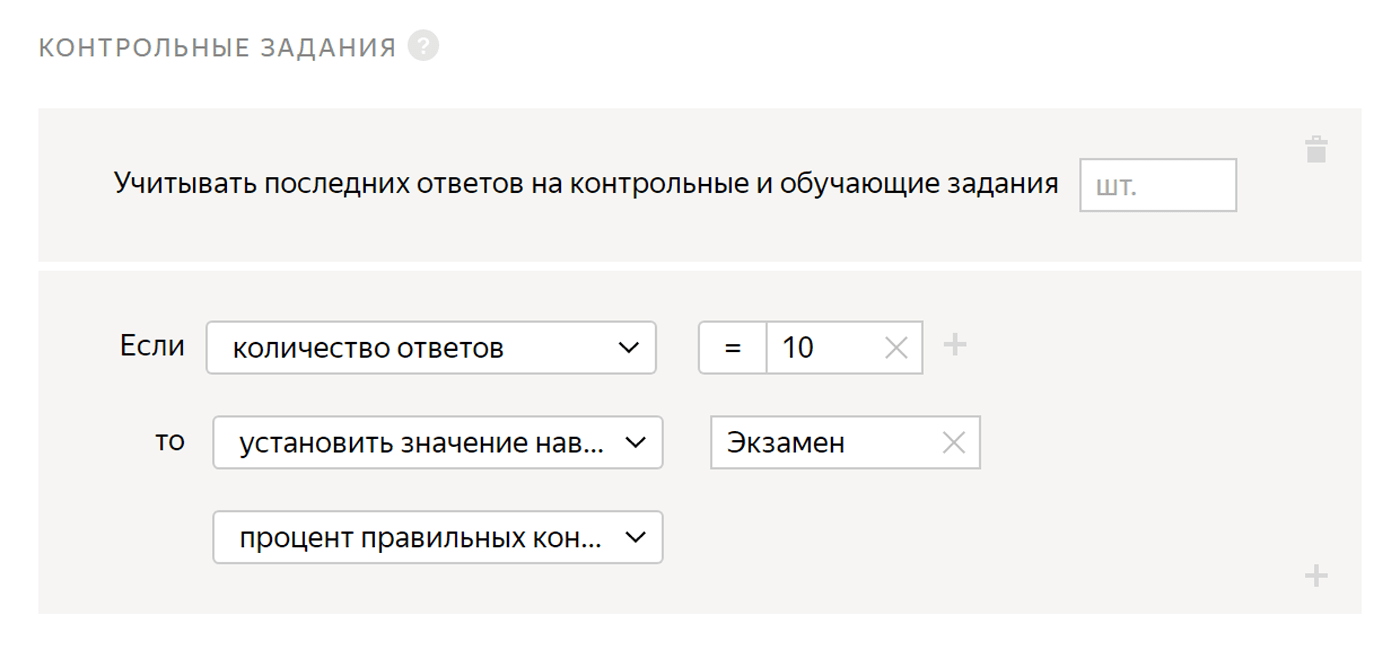 КОНТРОЛЬНЫЕ ЗАДАНИЯ ?
Учитывать последних ответов на контрольные и обучающие задания шт.
Если количество ответов = 10
то установить значение нав... Экзамен
процент правильных кон...